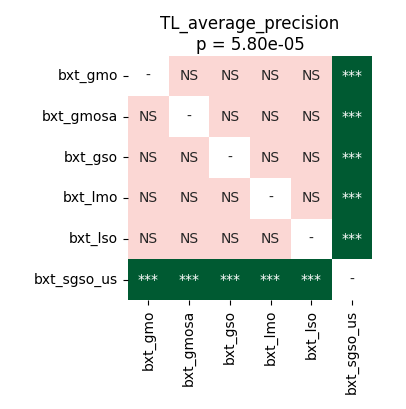 TL_average_precision
p = 5.80e-05
bxt_gmo - NS NS NS NS ***
bxt_gmosa NS - NS NS NS ***
bxt_gso NS NS - NS NS ***
bxt_lmo NS NS NS - NS ***
bxt_lso NS NS NS NS - ***
bxt_sgso_us *** *** *** *** *** -
bxt_gmo
bxt_gmosa
bxt_gso
bxt_lmo
bxt_lso
bxt_sgso_us